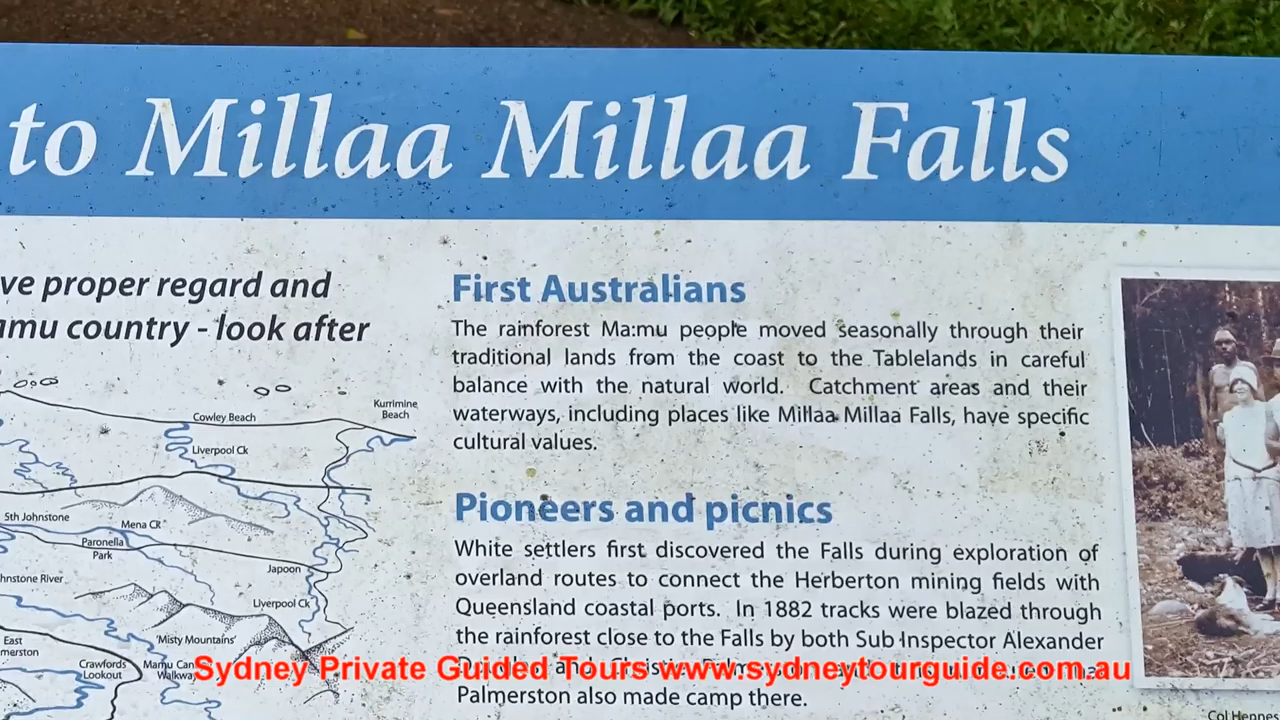 to Millaa Millaa Falls
ve proper regard and
amu country - look after
Cowley Beach
Kurrimine
Beach
Liverpool Ck
Sth Johnstone
Mena CK
Paronella
Park
Japoon
hnstone River
Liverpool Ck
'Misty Mountains'
East
merston
Crawfords
Lookout
Mamu Can
Walkway
First Australians
The rainforest Ma:mu people moved seasonally through their
traditional lands from the coast to the Tablelands in careful
balance with the natural world. Catchment areas and their
waterways, including places like Millaa Millaa Falls, have specific
cultural values.
Pioneers and picnics
White settlers first discovered the Falls during exploration of
overland routes to connect the Herberton mining fields with
Queensland coastal ports. In 1882 tracks were blazed through
the rainforest close to the Falls by both Sub Inspector Alexander
and Christie
Palmerston also made camp there.
Col Hennes
Sydney Private Guided Tours www.sydneytourguide.com.au